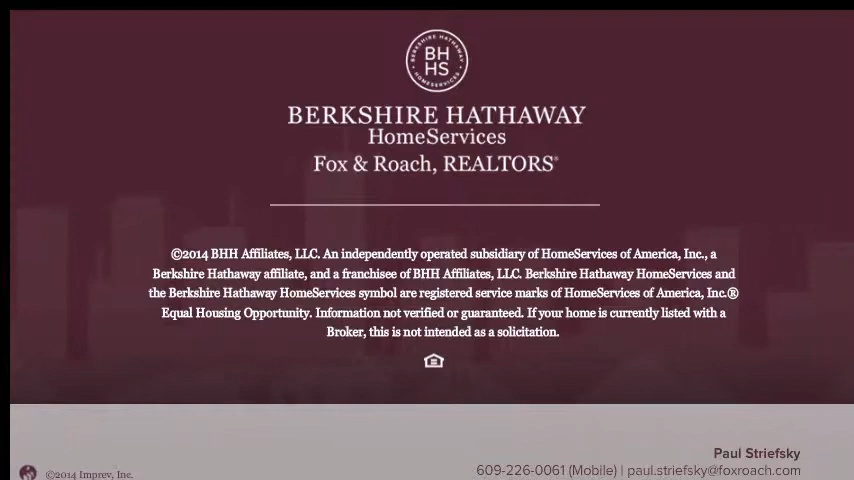 BERKSHIRE HATHAWAY
HOMESERVICES
BH
HS
BERKSHIRE HATHAWAY
HomeServices
Fox & Roach, REALTORS®
©2014 BHH Affiliates, LLC. An independently operated subsidiary of HomeServices of America, Inc., a
Berkshire Hathaway affiliate, and a franchisee of BHH Affiliates, LLC. Berkshire Hathaway HomeServices and
the Berkshire Hathaway HomeServices symbol are registered service marks of HomeServices of America, Inc.®
Equal Housing Opportunity. Information not verified or guaranteed. If your home is currently listed with a
Broker, this is not intended as a solicitation.
Paul Striefsky
609-226-0061 (Mobile) | paul.striefsky@foxroach.com
©2014 Imprev, Inc.